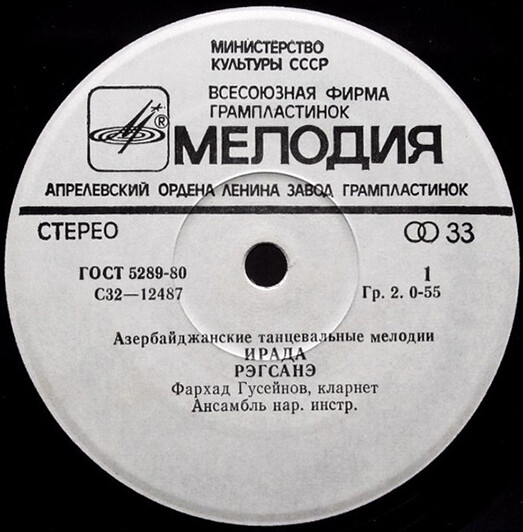 МИНИСТЕРСТВО
КУЛЬТУРЫ СССР
ВСЕСОЮЗНАЯ ФИРМА
ГРАМПЛАСТИНОК
®
МЕЛОДИЯ
АПРЕЛЕВСКИЙ ОРДЕНА ЛЕНИНА ЗАВОД ГРАМПЛАСТИНОК
СТЕРЕО 33
ГОСТ 5289-80 1
С32—12487 Гр. 2. 0-55
Азербайджанские танцевальные мелодии
ИРАДА
РЭГСАНЭ
Фархад Гусейнов, кларнет
Ансамбль нар. инстр.